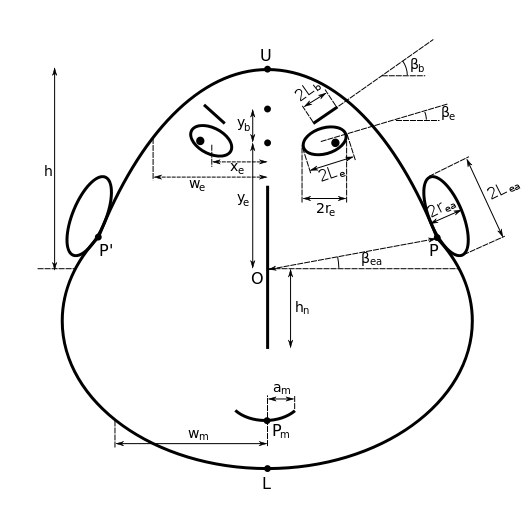 U
β_b
2L_b
h
y_b
β_e
x_e
w_e
2L_e
y_e
2r_e
2r_ea
2L_ea
P'
P
O
β_ea
h_n
a_m
w_m
P_m
L